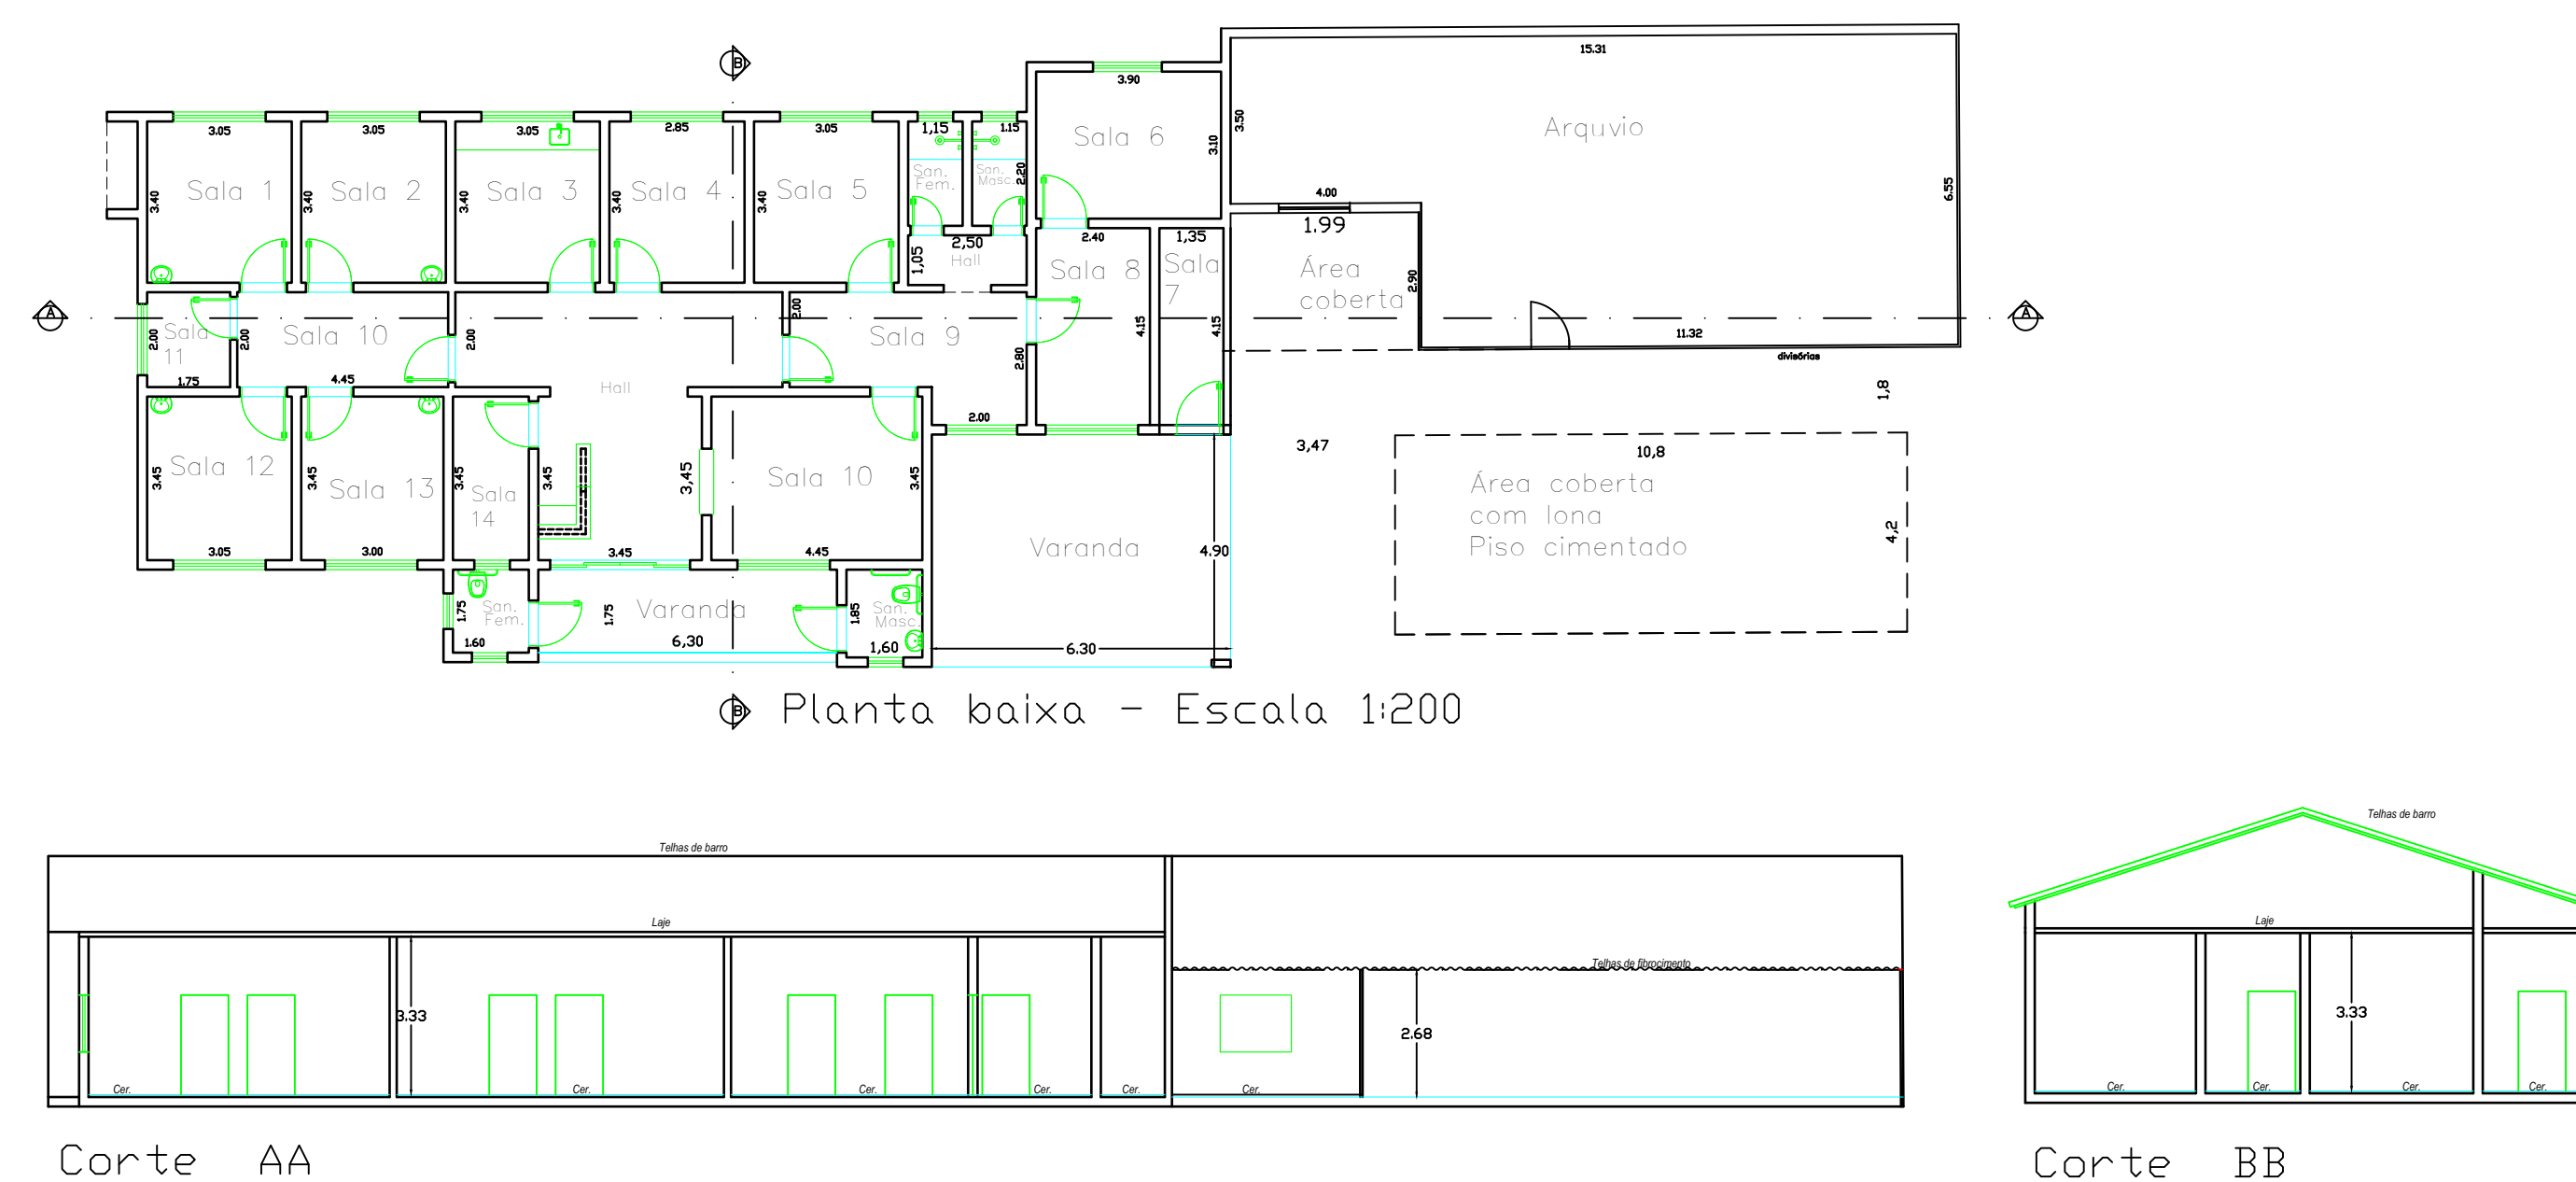 B
15.31
3.90
3.50
Arquvio
3.05
3.05
3.05
2.85
3.05
1,15
1.15
Sala 6
3.10
4.00
6.55
Sala 1
Sala 2
Sala 3
Sala 4
Sala 5
San.
Fem.
San.
Masc.
2.20
3.40
3.40
3.40
3.40
3.40
1.99
2,50
1,05
Hall
2.40
1,35
Sala 8
Sala
7
Área
coberta
2.90
A
2.00
Sala
11
2.00
Sala 10
2.00
2.00
Sala 9
2.80
4.15
4.15
11.32
A
divisórias
1.75
4.45
Hall
2.00
1,8
3,47
10,8
Sala 12
3.45
Sala 13
3.45
3.45
Sala
14
3.45
3,45
Sala 10
3.45
Área coberta
com lona
Piso cimentado
4,2
Varanda
4.90
3.05
3.00
3.45
4.45
1.75
San.
Fem.
1.60
1.75
Varanda
6,30
1.85
San.
Masc.
1,60
6.30
B
Planta baixa - Escala 1:200
Telhas de barro
Laje
Telhas de fibrocimento
3.33
2.68
Cer.
Cer.
Cer.
Cer.
Cer.
Cer.
Corte AA
Telhas de barro
Laje
3.33
Cer.
Cer.
Cer.
Cer.
Corte BB